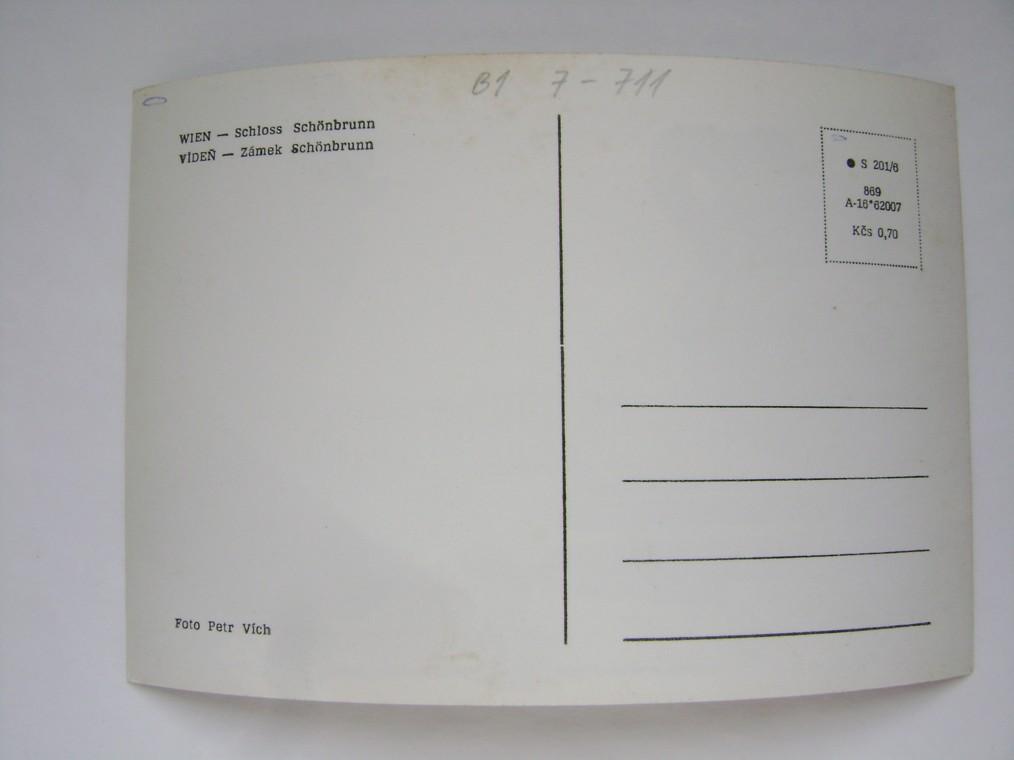 B1 7-711
WIEN — Schloss Schönbrunn
VÍDEŇ — Zámek Schönbrunn
● S 201/6
869
A-16*62007
Kčs 0,70
Foto Petr Vích